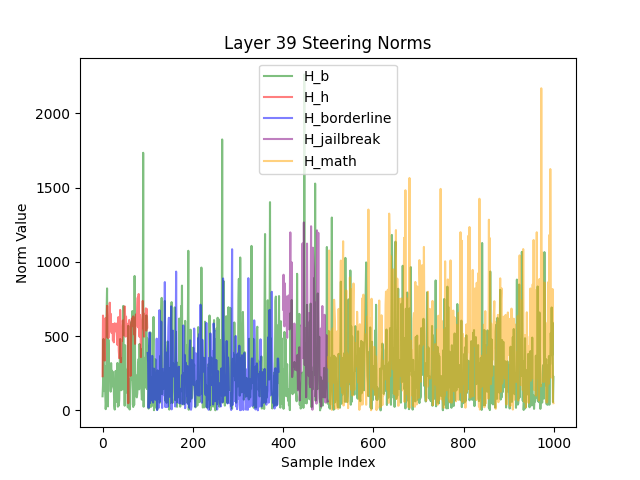 Layer 39 Steering Norms
H_b
H_h
H_borderline
H_jailbreak
H_math
Norm Value
2000
1500
1000
500
0
0 200 400 600 800 1000
Sample Index